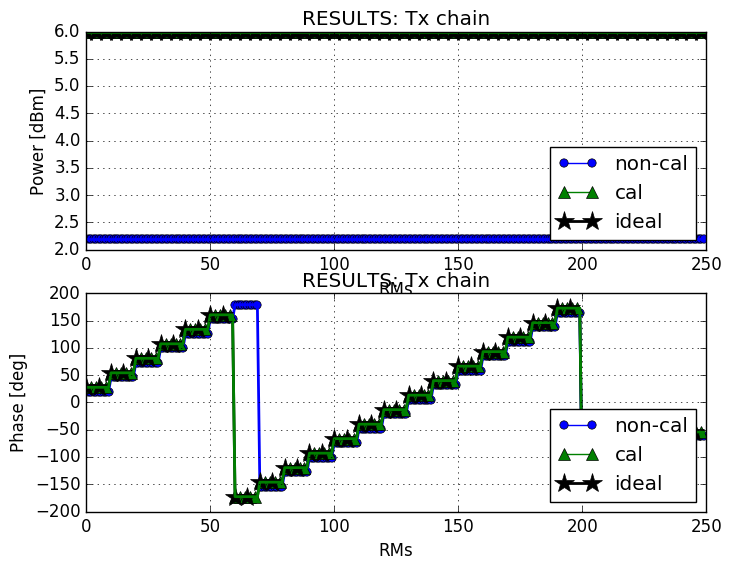 RESULTS: Tx chain
6.0
5.5
5.0
4.5
4.0
3.5
3.0
2.5
2.0
Power [dBm]
non-cal
cal
ideal
0 50 100 150 200 250
RMs
RESULTS: Tx chain
200
150
100
50
0
−50
−100
−150
−200
Phase [deg]
non-cal
cal
ideal
0 50 100 150 200 250
RMs